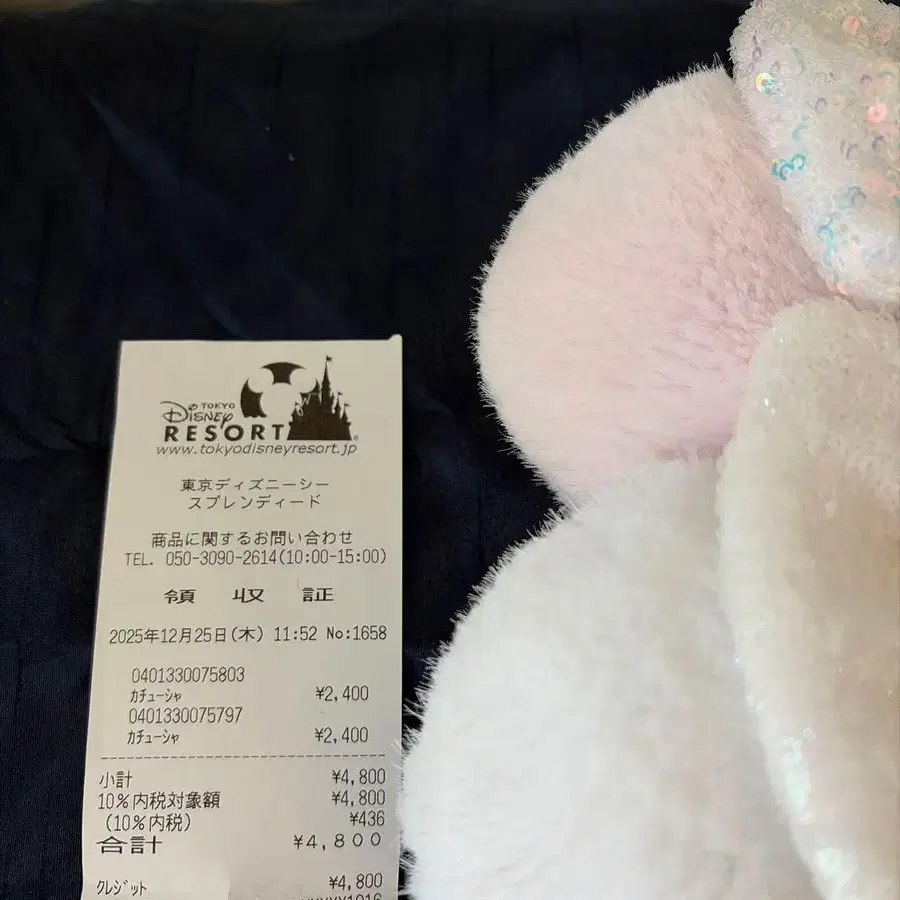 © TOKYO
Disney
RESORT®
www.tokyodisneyresort.jp
東京ディズニーシー
スプレンディード
商品に関するお問い合わせ
TEL. 050-3090-2614(10:00-15:00)
領 収 証
2025年12月25日(木) 11:52 No:1658
0401330075803
カチューシャ ¥2,400
0401330075797
カチューシャ ¥2,400
小計 ¥4,800
10%内税対象額 ¥4,800
(10%内税) ¥436
合計 ¥4,800
クレジット ¥4,800